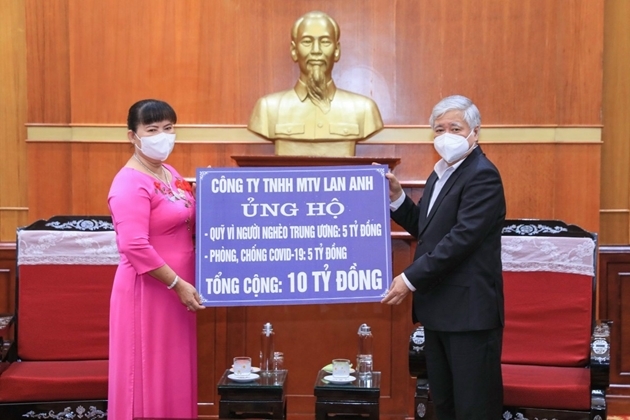 CÔNG TY TNHH MTV LAN ANH
ỦNG HỘ
- QUỸ VÌ NGƯỜI NGHÈO TRUNG ƯƠNG: 5 TỶ ĐỒNG
- PHÒNG, CHỐNG COVID-19: 5 TỶ ĐỒNG
TỔNG CỘNG: 10 TỶ ĐỒNG